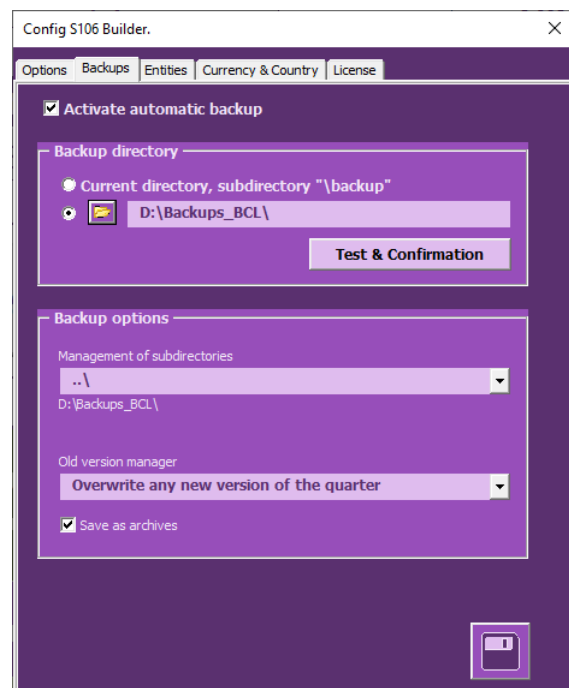 Config S106 Builder.
Options Backups Entities Currency & Country License
Activate automatic backup
Backup directory
Current directory, subdirectory "\backup"
D:\Backups_BCL\
Test & Confirmation
Backup options
Management of subdirectories
..\
D:\Backups_BCL\
Old version manager
Overwrite any new version of the quarter
Save as archives